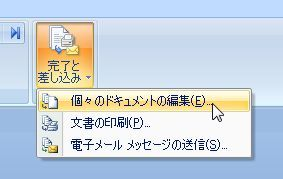 完了と
差し込み
個々のドキュメントの編集(E)...
文書の印刷(P)...
電子メール メッセージの送信(S)...